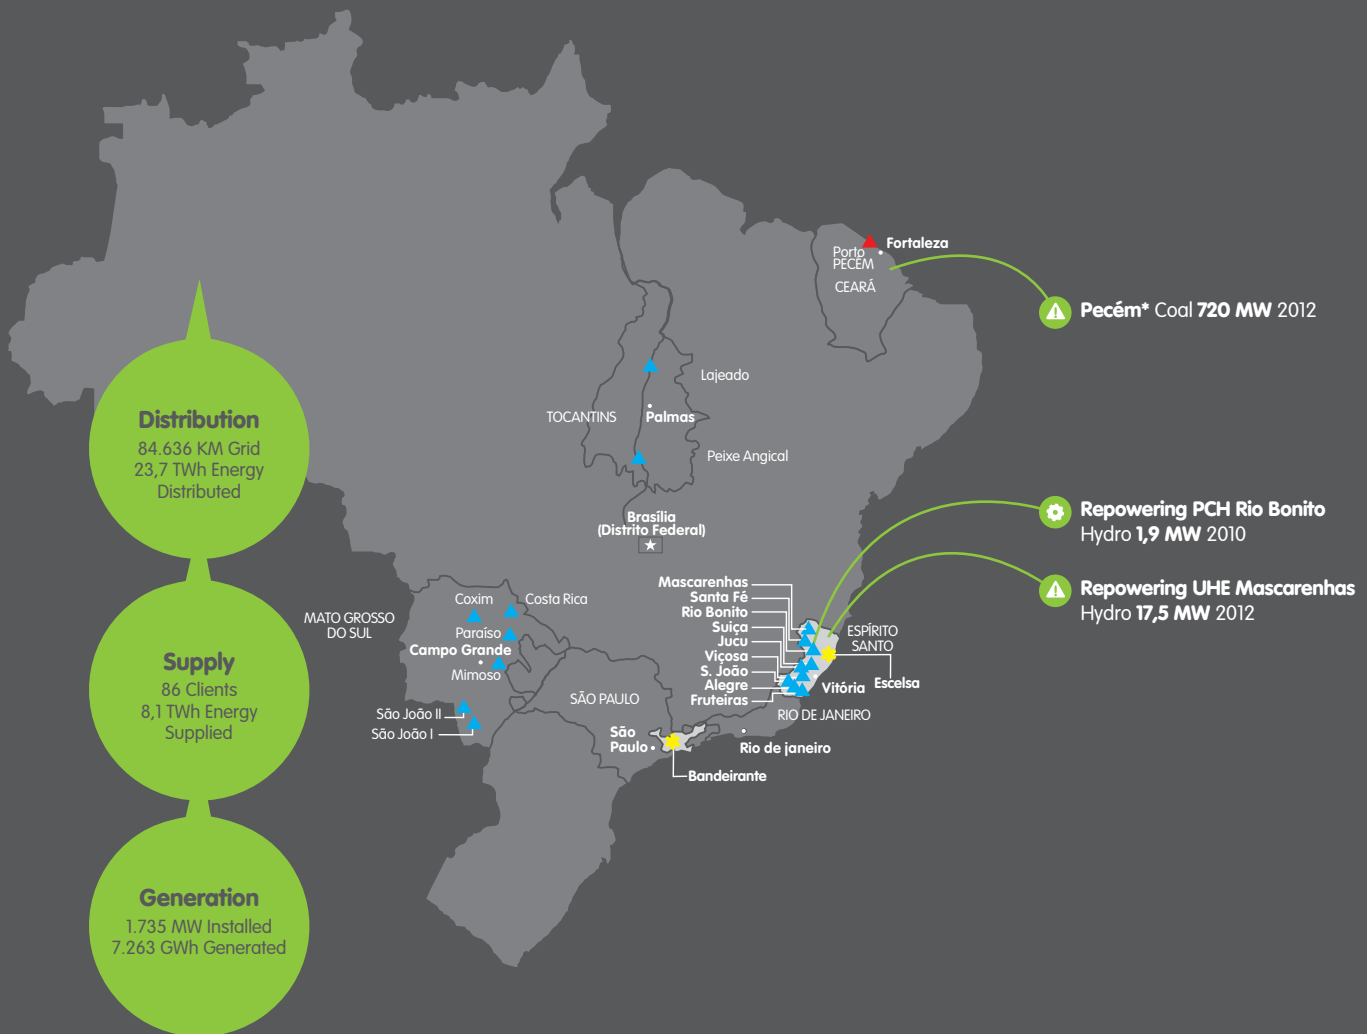 Fortaleza
Porto
PECÉM
CEARÁ
Pecém* Coal 720 MW 2012
Distribution
84.636 KM Grid
23,7 TWh Energy
Distributed
Lajeado
TOCANTINS
Palmas
Peixe Angical
Brasília
(Distrito Federal)
Repowering PCH Rio Bonito
Hydro 1,9 MW 2010
Repowering UHE Mascarenhas
Hydro 17,5 MW 2012
Mascarenhas
Santa Fé
Rio Bonito
Suiça
Jucu
Viçosa
S. João
Alegre
Fruteiras
ESPÍRITO
SANTO
Vitória
Escelsa
RIO DE JANEIRO
Rio de janeiro
MATO GROSSO
DO SUL
Coxim
Costa Rica
Paraíso
Campo Grande
Mimoso
São João II
São João I
SÃO PAULO
São
Paulo
Bandeirante
Supply
86 Clients
8,1 TWh Energy
Supplied
Generation
1.735 MW Installed
7.263 GWh Generated